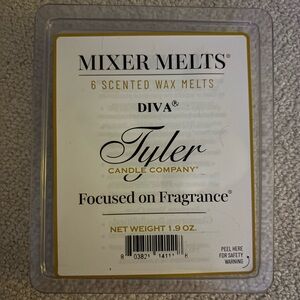 MIXER MELTS®
6 SCENTED WAX MELTS
DIVA®
Tyler
CANDLE COMPANY®
Focused on Fragrance®
NET WEIGHT 1.9 OZ.
PEEL HERE
FOR SAFETY
WARNING